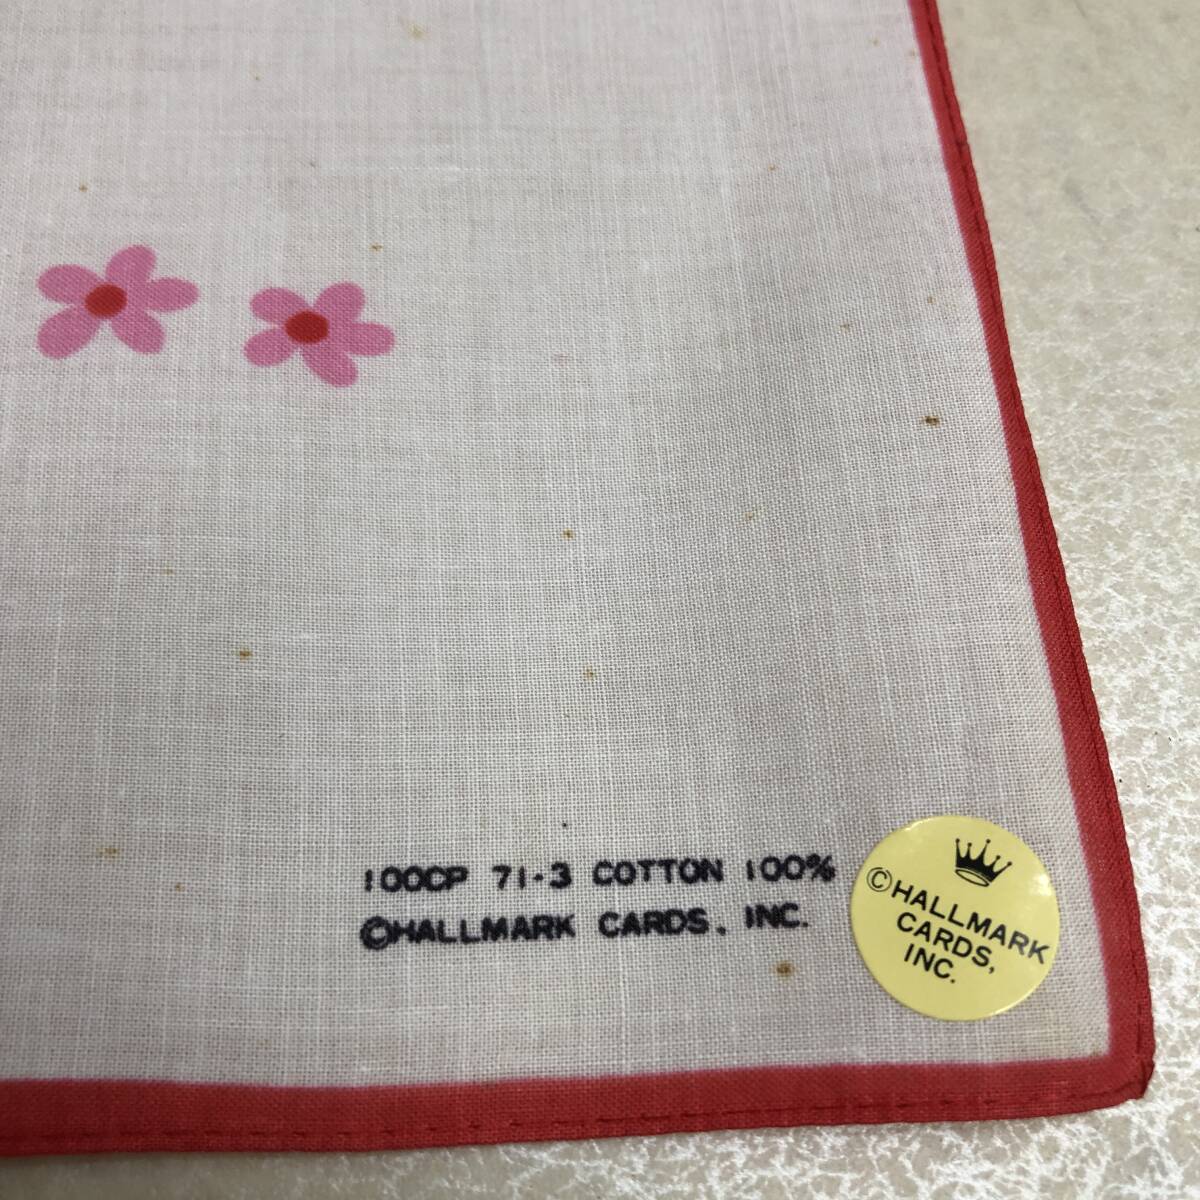 100CP 71-3 COTTON 100%
©HALLMARK CARDS, INC.
©HALLMARK
CARDS,
INC.